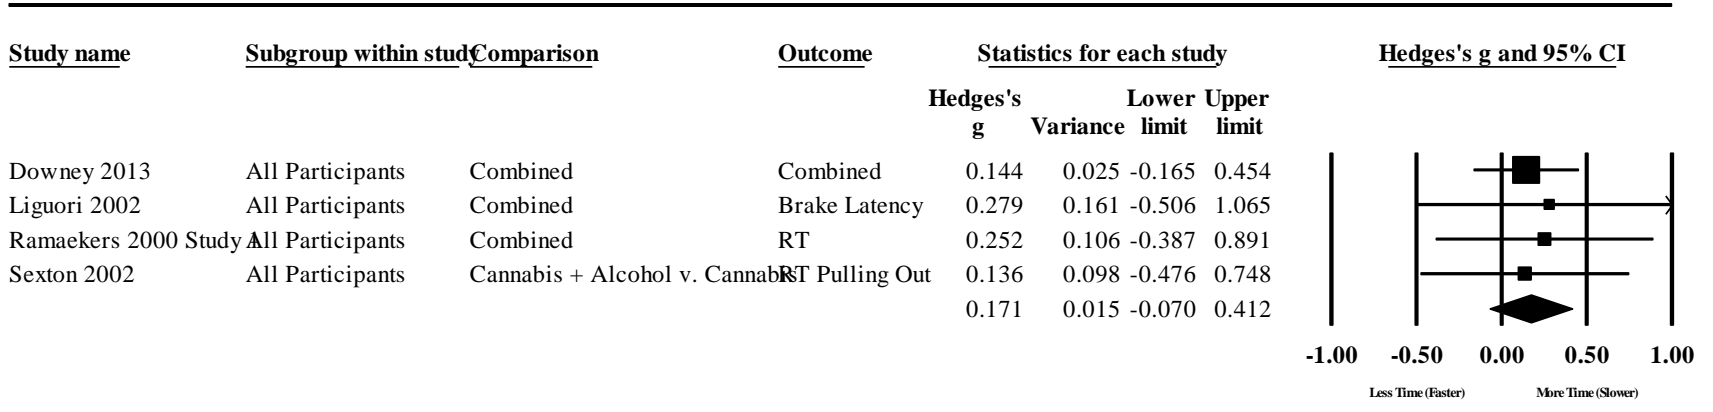 Study name Subgroup within study Comparison Outcome Statistics for each study Hedges's g and 95% CI
Hedges's g Variance Lower limit Upper limit
Downey 2013 All Participants Combined Combined 0.144 0.025 -0.165 0.454
Liguori 2002 All Participants Combined Brake Latency 0.279 0.161 -0.506 1.065
Ramaekers 2000 Study 1 All Participants Combined RT 0.252 0.106 -0.387 0.891
Sexton 2002 All Participants Cannabis + Alcohol v. Cannabis RT Pulling Out 0.136 0.098 -0.476 0.748
0.171 0.015 -0.070 0.412
-1.00 -0.50 0.00 0.50 1.00
Less Time (Faster) More Time (Slower)